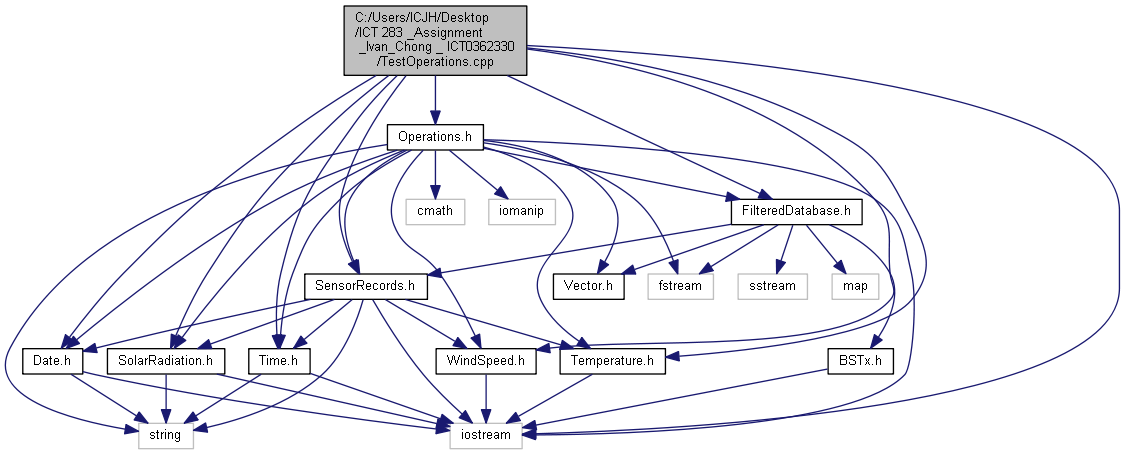 C:/Users/ICJH/Desktop
/ICT 283 _Assignment
_Ivan_Chong _ ICT0362330
/TestOperations.cpp
Operations.h
cmath
iomanip
FilteredDatabase.h
SensorRecords.h
Vector.h
fstream
sstream
map
Date.h
SolarRadiation.h
Time.h
WindSpeed.h
Temperature.h
BSTx.h
string
iostream